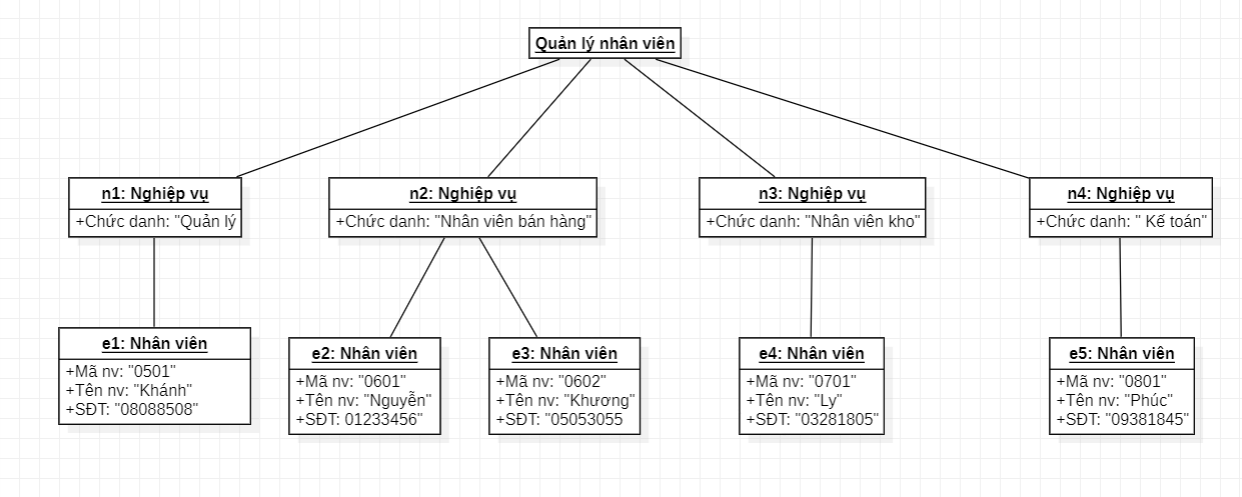 Quản lý nhân viên
n1: Nghiệp vụ
+Chức danh: "Quản lý
n2: Nghiệp vụ
+Chức danh: "Nhân viên bán hàng"
n3: Nghiệp vụ
+Chức danh: "Nhân viên kho"
n4: Nghiệp vụ
+Chức danh: " Kế toán"
e1: Nhân viên
+Mã nv: "0501"
+Tên nv: "Khánh"
+SĐT: "08088508"
e2: Nhân viên
+Mã nv: "0601"
+Tên nv: "Nguyễn"
+SĐT: 01233456"
e3: Nhân viên
+Mã nv: "0602"
+Tên nv: "Khương"
+SĐT: "05053055
e4: Nhân viên
+Mã nv: "0701"
+Tên nv: "Ly"
+SĐT: "03281805"
e5: Nhân viên
+Mã nv: "0801"
+Tên nv: "Phúc"
+SĐT: "09381845"